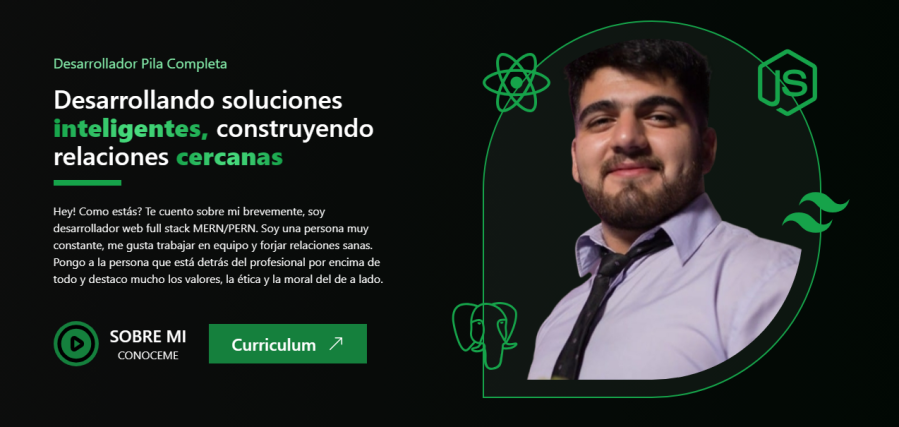 Desarrollador Pila Completa
Desarrollando soluciones
inteligentes, construyendo
relaciones cercanas
Hey! Como estás? Te cuento sobre mi brevemente, soy
desarrollador web full stack MERN/PERN. Soy una persona muy
constante, me gusta trabajar en equipo y forjar relaciones sanas.
Pongo a la persona que está detrás del profesional por encima de
todo y destaco mucho los valores, la ética y la moral del de a lado.
SOBRE MI
CONOCEME
Curriculum
JS